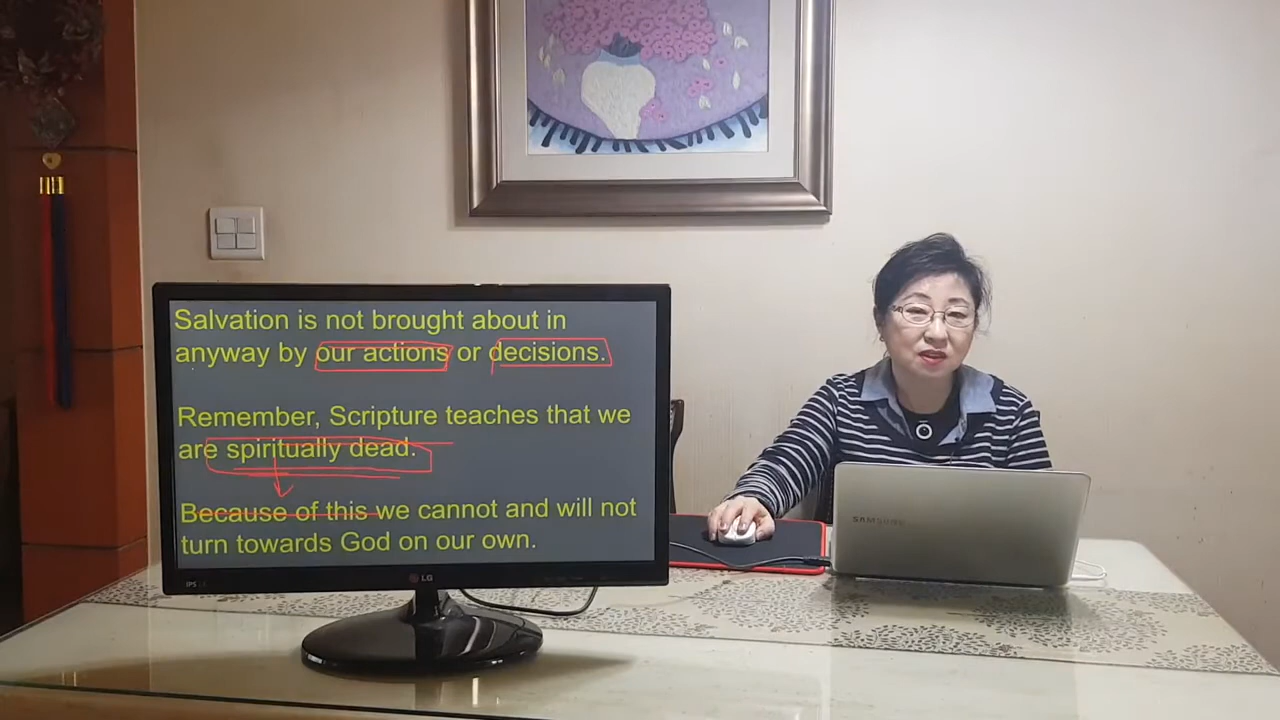 Salvation is not brought about in
anyway by our actions or decisions.
Remember, Scripture teaches that we
are spiritually dead.
Because of this we cannot and will not
turn towards God on our own.
IPS
LG
SAMSUNG